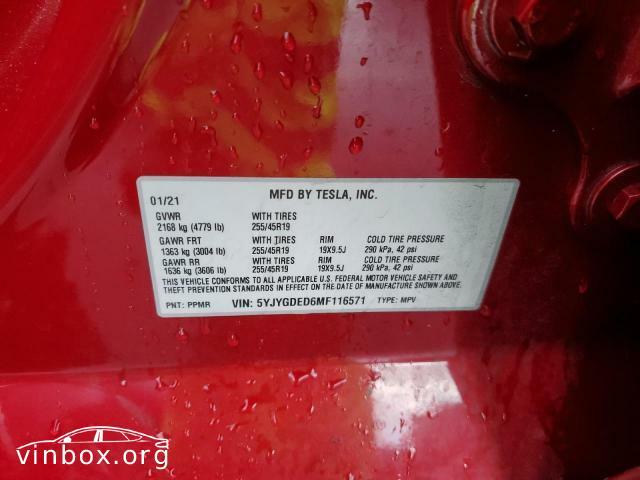 01/21 MFD BY TESLA, INC.
GVWR WITH TIRES
2168 kg (4779 lb) 255/45R19
GAWR FRT WITH TIRES RIM COLD TIRE PRESSURE
1363 kg (3004 lb) 255/45R19 19X9.5J 290 kPa, 42 psi
GAWR RR WITH TIRES RIM COLD TIRE PRESSURE
1636 kg (3606 lb) 255/45R19 19X9.5J 290 kPa, 42 psi
THIS VEHICLE CONFORMS TO ALL APPLICABLE U.S. FEDERAL MOTOR VEHICLE SAFETY AND
THEFT PREVENTION STANDARDS IN EFFECT ON THE DATE OF MANUFACTURE SHOWN ABOVE.
PNT: PPMR VIN: 5YJYGDED6MF116571 TYPE: MPV
vinbox.org